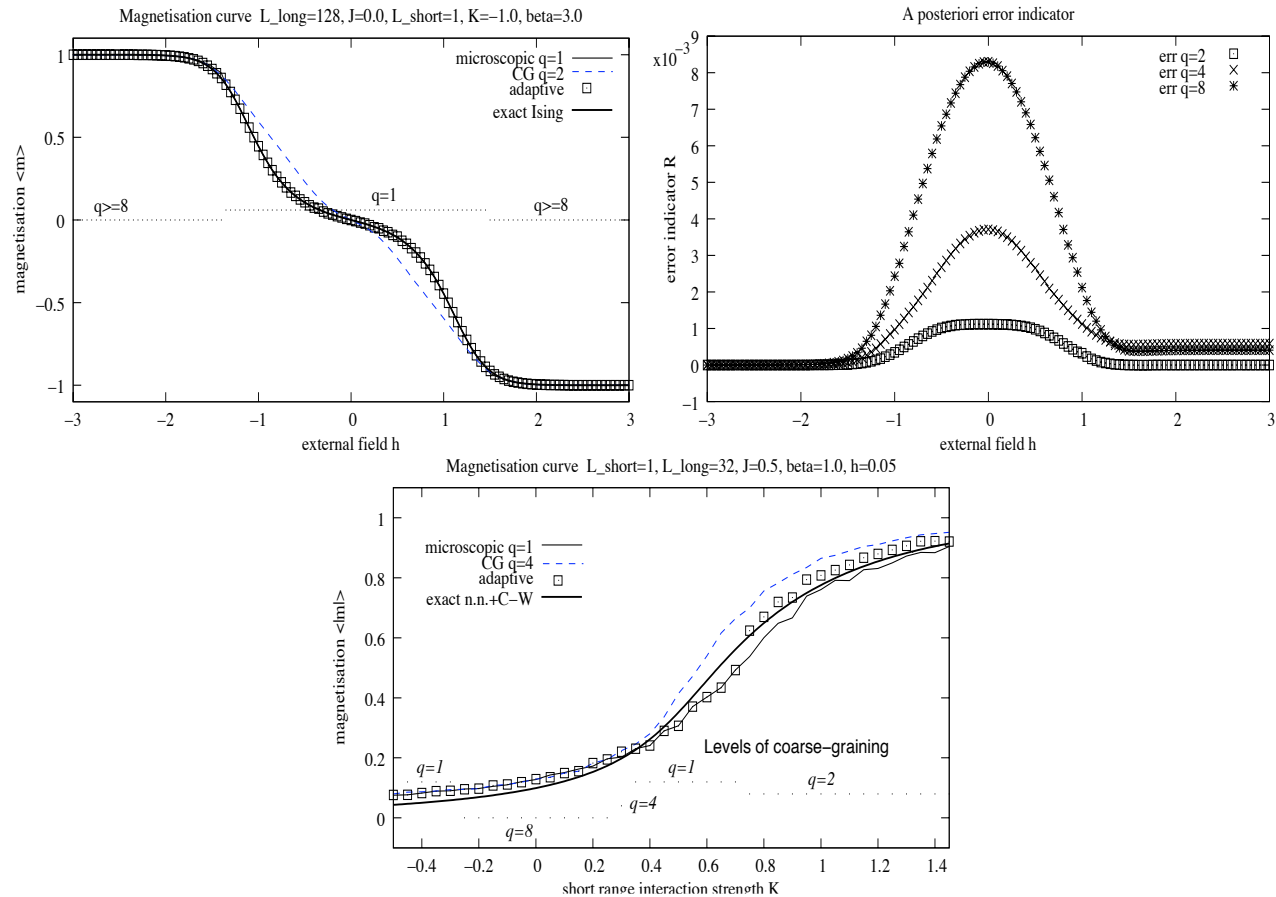 Magnetisation curve L_long=128, J=0.0, L_short=1, K=−1.0, beta=3.0
microscopic q=1
CG q=2
adaptive
exact Ising
magnetisation <m>
1
0.5
0
−0.5
−1
q>=8
q=1
q>=8
−3
−2
−1
0
1
2
3
external field h
A posteriori error indicator
x10⁻³
err q=2
err q=4
err q=8
error indicator R
9
8
7
6
5
4
3
2
1
0
−1
−3
−2
−1
0
1
2
3
external field h
Magnetisation curve L_short=1, L_long=32, J=0.5, beta=1.0, h=0.05
microscopic q=1
CG q=4
adaptive
exact n.n.+C−W
magnetisation <|m|>
1
0.8
0.6
0.4
0.2
0
Levels of coarse−graining
q=1
q=1
q=2
q=4
q=8
−0.4
−0.2
0
0.2
0.4
0.6
0.8
1
1.2
1.4
short range interaction strength K